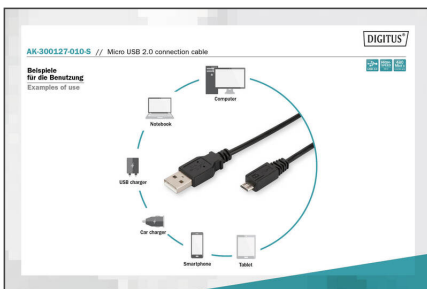 DIGITUS®
AK-300127-010-S // Micro USB 2.0 connection cable
Beispiele
für die Benutzung
Examples of use
Computer
Notebook
USB charger
Car charger
Smartphone
Tablet